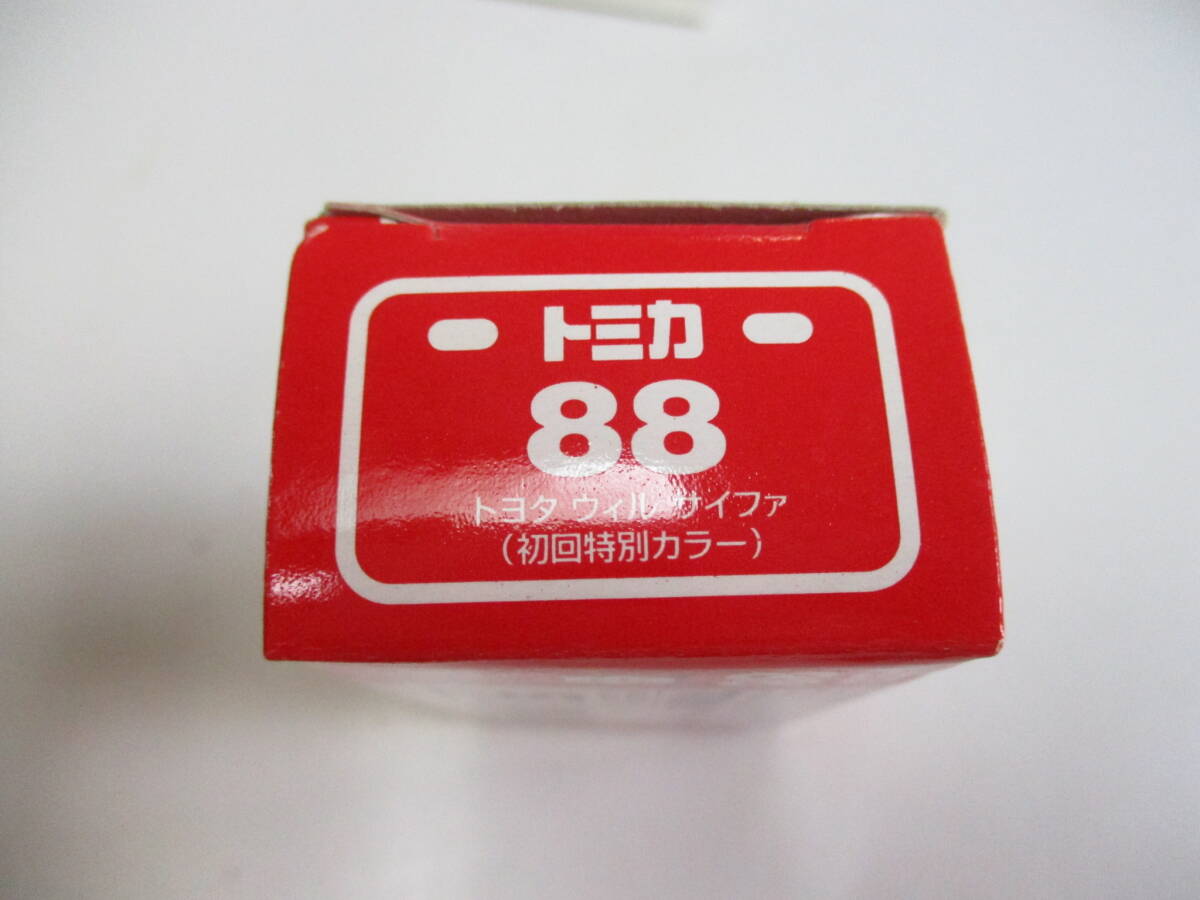 トミカ
88
トヨタ ウィル サイファ
(初回特別カラー)